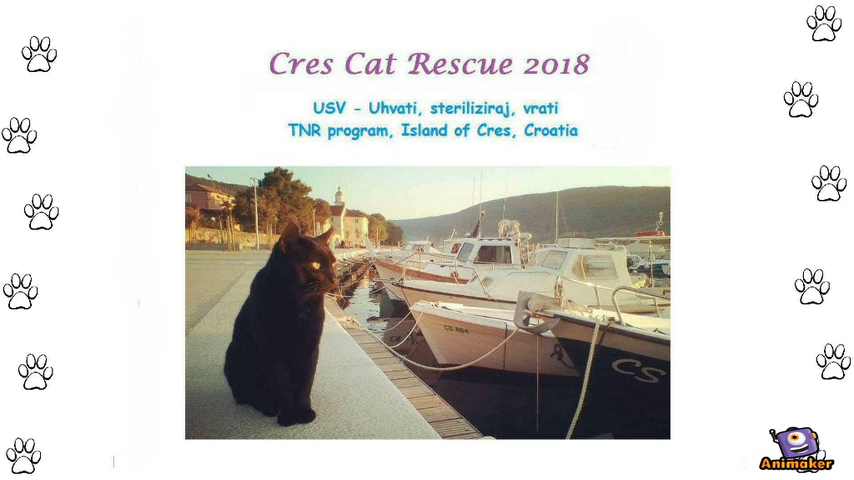 Cres Cat Rescue 2018
USV - Uhvati, steriliziraj, vrati
TNR program, Island of Cres, Croatia
CS 864
CS
Animaker